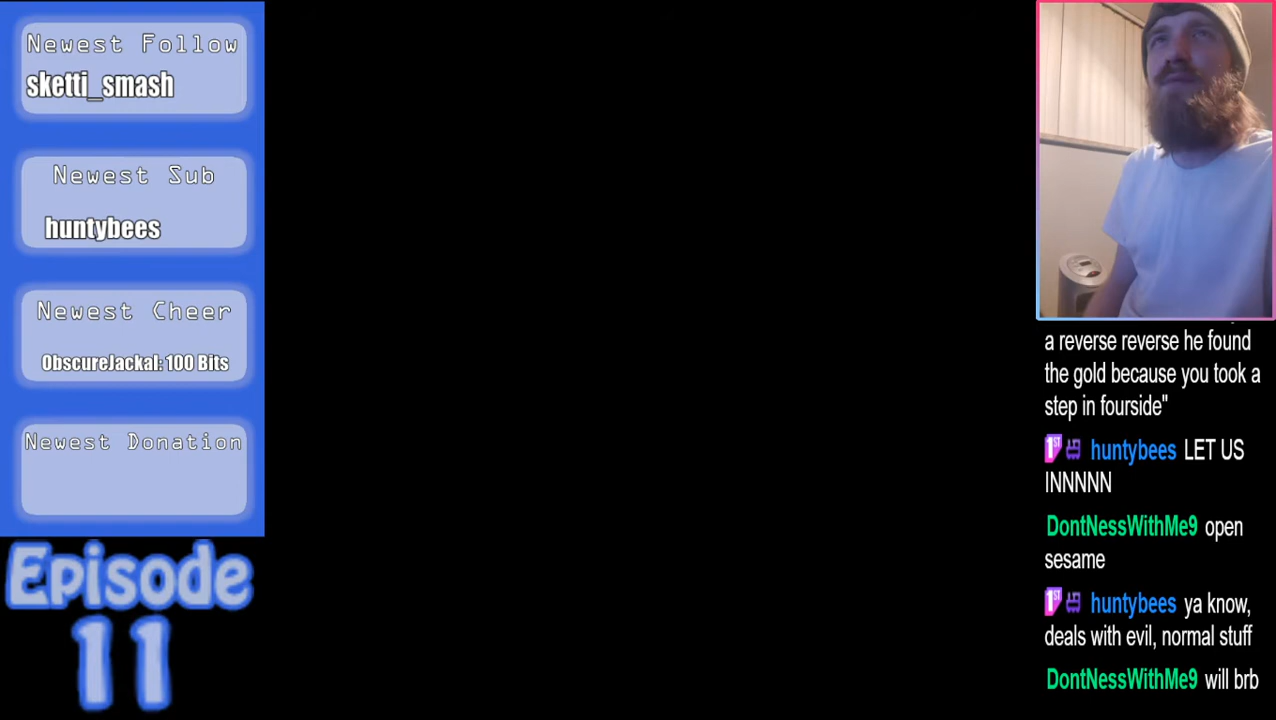 Newest Follow
sketti_smash
Newest Sub
huntybees
Newest Cheer
ObscureJackal: 100 Bits
Newest Donation
Episode
11
a reverse reverse he found
the gold because you took a
step in fourside"
huntybees LET US
INNNNN
DontNessWithMe9 open
sesame
huntybees ya know,
deals with evil, normal stuff
DontNessWithMe9 will brb